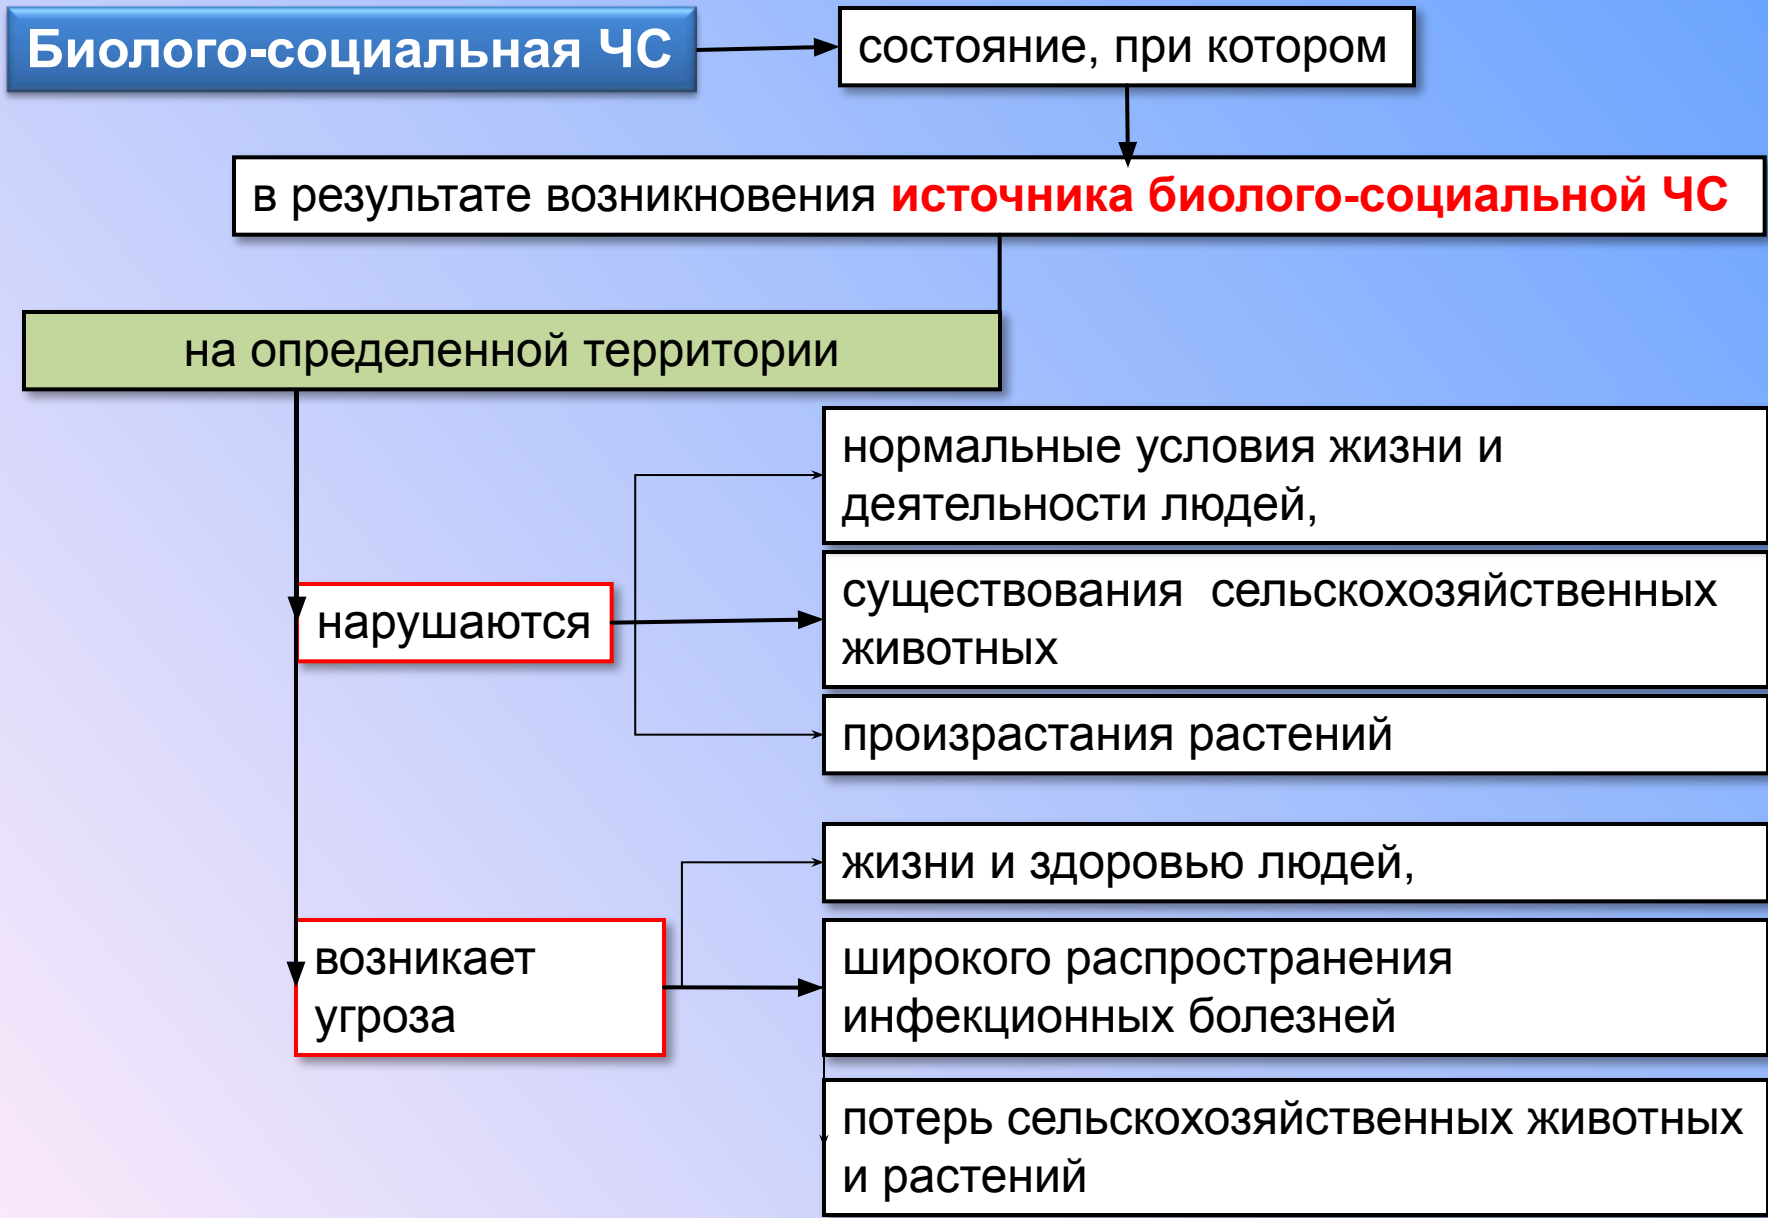 Биолого-социальная ЧС
состояние, при котором
в результате возникновения источника биолого-социальной ЧС
на определенной территории
нарушаются
нормальные условия жизни и
деятельности людей,
существования сельскохозяйственных
животных
произрастания растений
возникает
угроза
жизни и здоровью людей,
широкого распространения
инфекционных болезней
потерь сельскохозяйственных животных
и растений